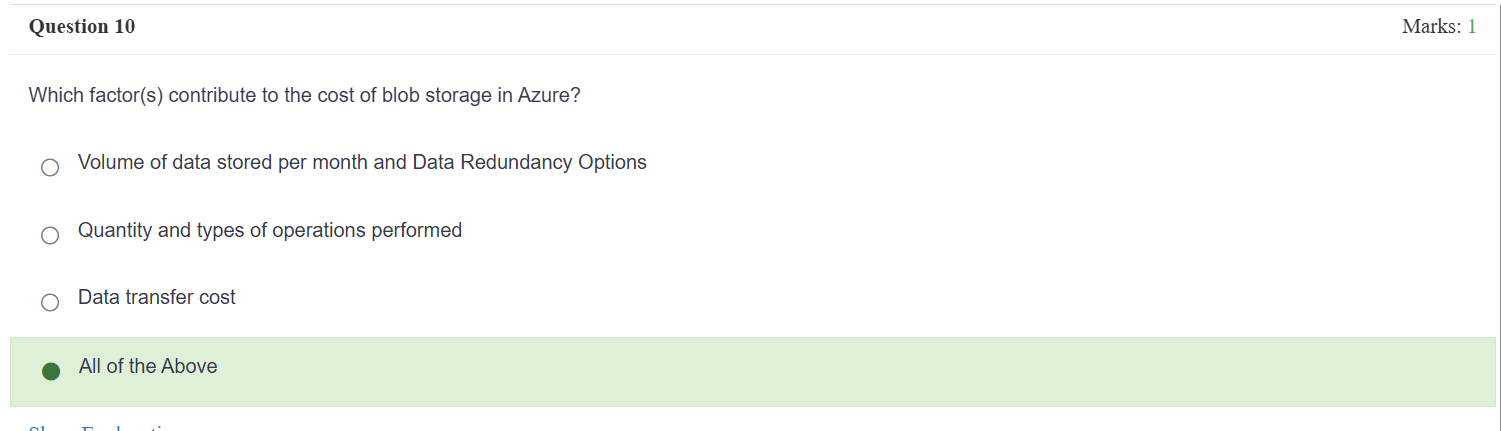 Question 10
Marks: 1
Which factor(s) contribute to the cost of blob storage in Azure?
Volume of data stored per month and Data Redundancy Options
Quantity and types of operations performed
Data transfer cost
All of the Above